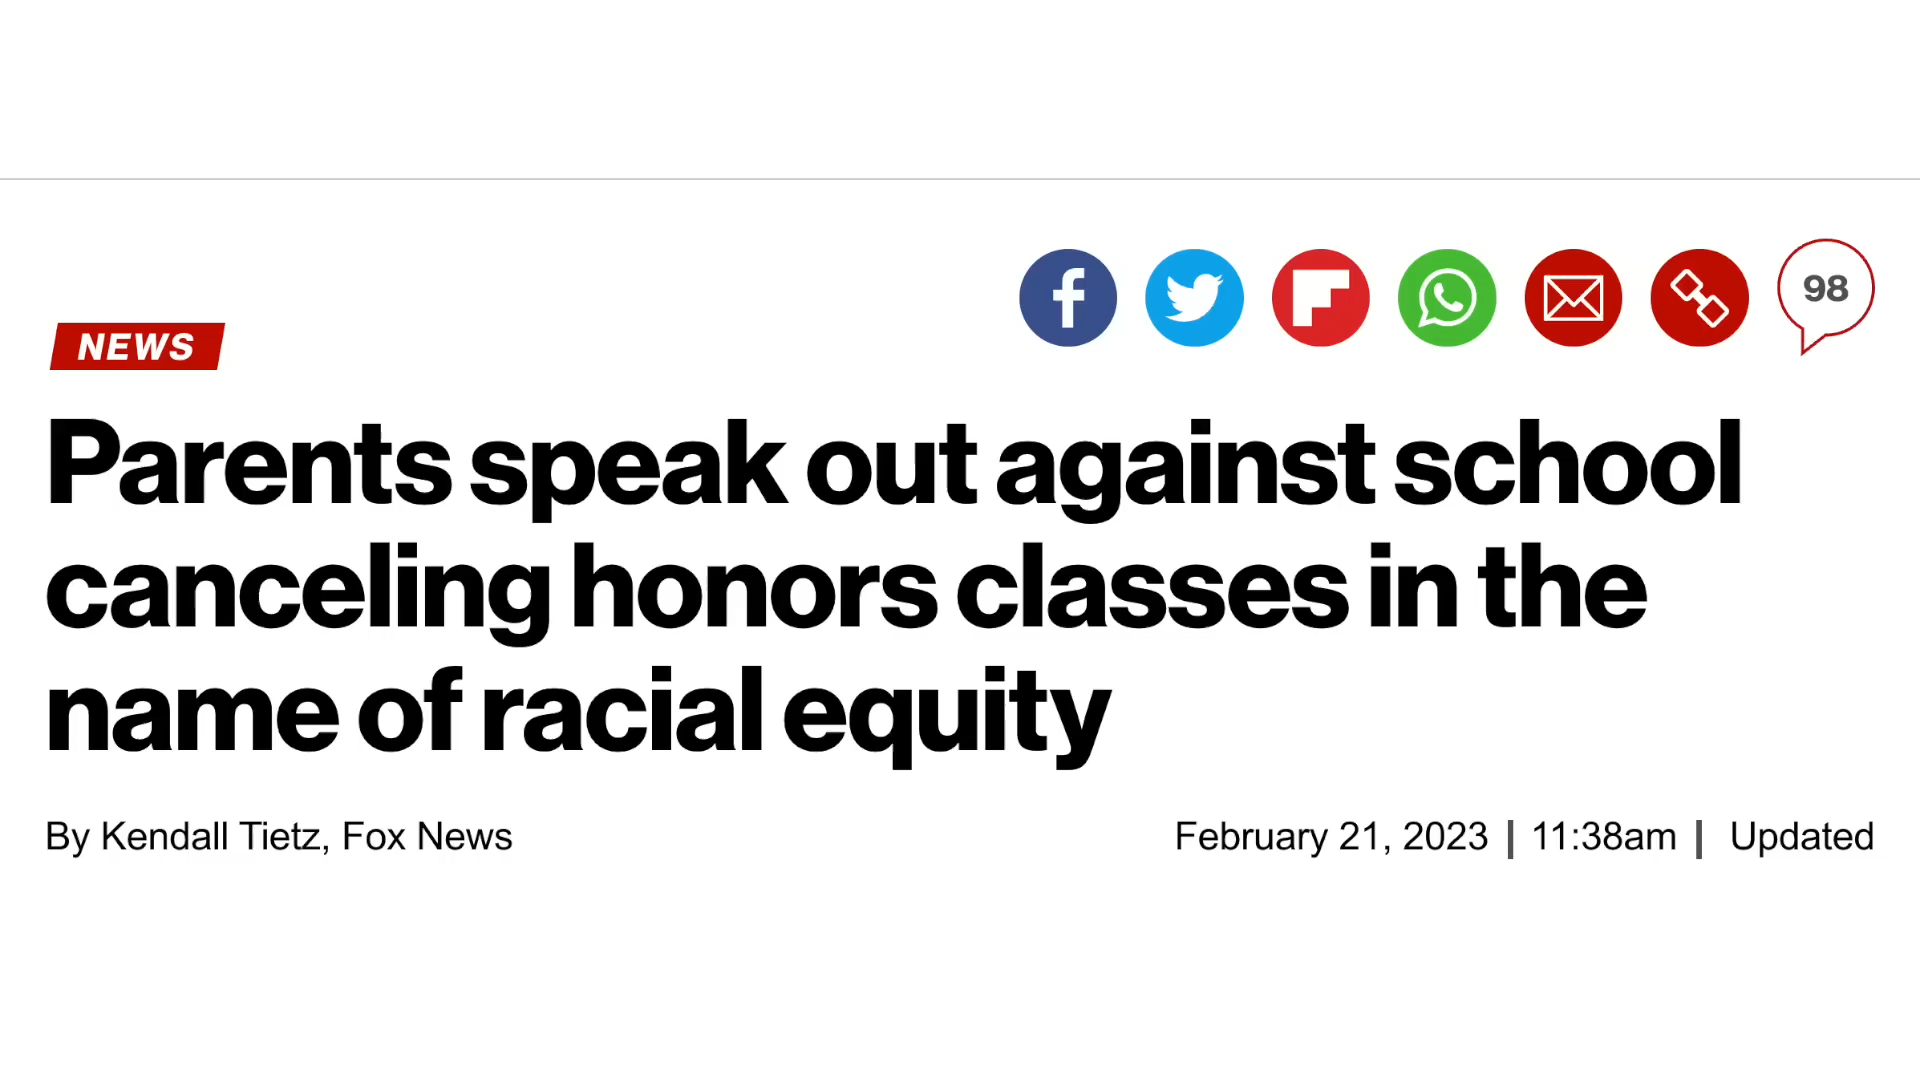 98
NEWS
Parents speak out against school
canceling honors classes in the
name of racial equity
By Kendall Tietz, Fox News
February 21, 2023 | 11:38am | Updated